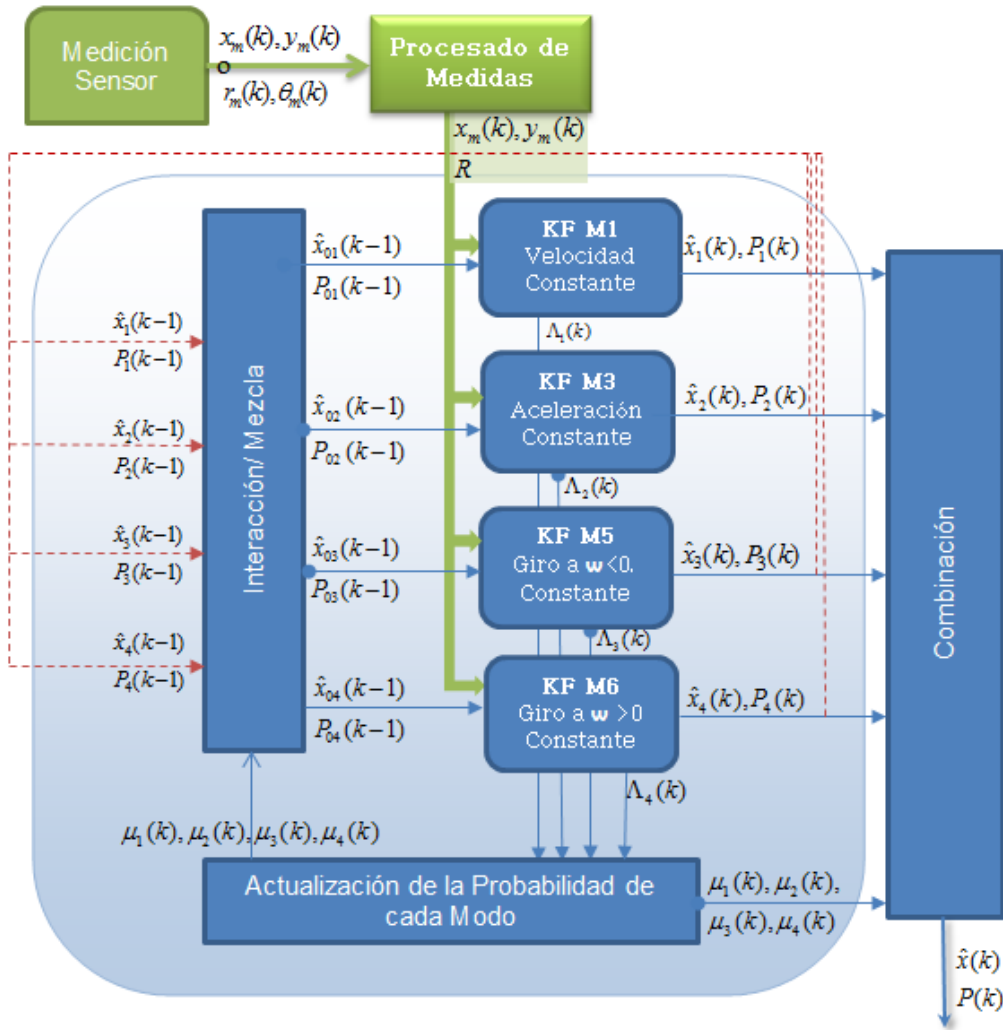 Medición
Sensor
x_m(k), y_m(k)
o
r_m(k), θ_m(k)
Procesado de
Medidas
x_m(k), y_m(k)
R
x̂_1(k−1)
P_1(k−1)
x̂_2(k−1)
P_2(k−1)
x̂_3(k−1)
P_3(k−1)
x̂_4(k−1)
P_4(k−1)
Interacción/ Mezcla
x̂_01(k−1)
P_01(k−1)
x̂_02(k−1)
P_02(k−1)
x̂_03(k−1)
P_03(k−1)
x̂_04(k−1)
P_04(k−1)
KF M1
Velocidad
Constante
Λ_1(k)
KF M3
Aceleración
Constante
Λ_2(k)
KF M5
Giro a w<0.
Constante
Λ_3(k)
KF M6
Giro a w >0
Constante
Λ_4(k)
x̂_1(k), P_1(k)
x̂_2(k), P_2(k)
x̂_3(k), P_3(k)
x̂_4(k), P_4(k)
Combinación
μ_1(k), μ_2(k), μ_3(k), μ_4(k)
Actualización de la Probabilidad de
cada Modo
μ_1(k), μ_2(k),
μ_3(k), μ_4(k)
x̂(k)
P(k)